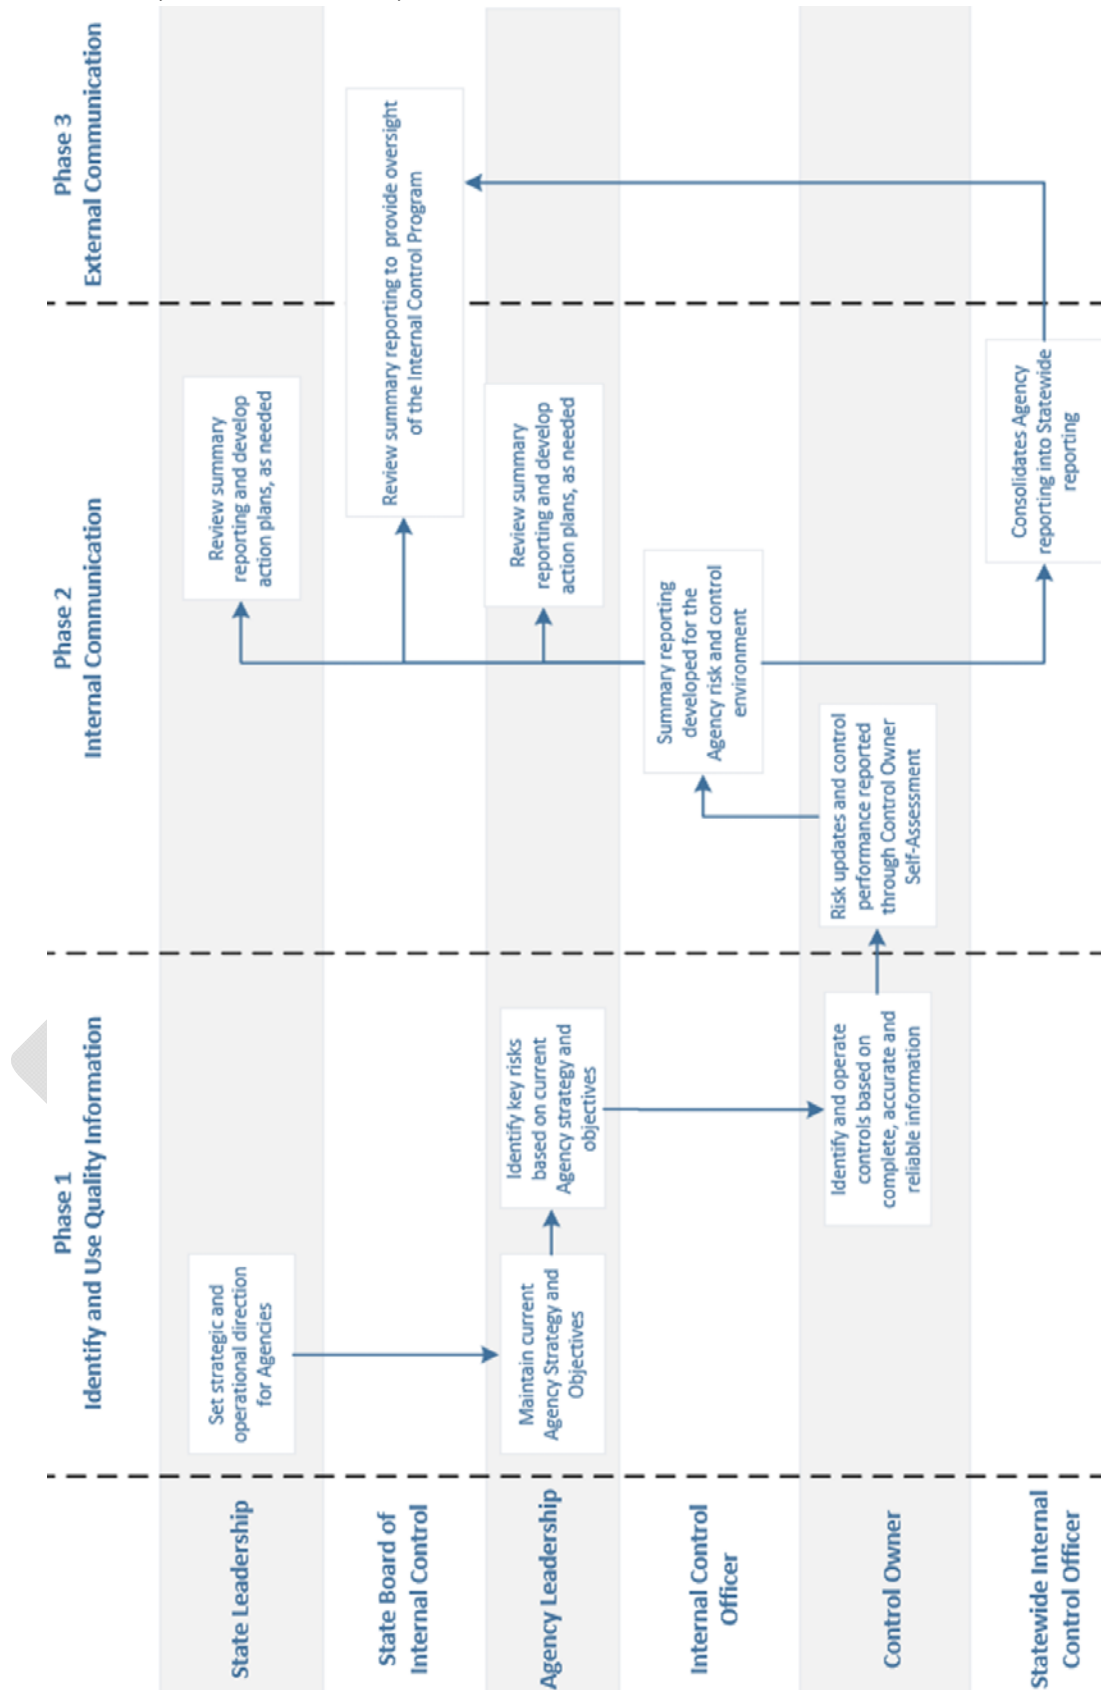 Phase 1
Identify and Use Quality Information
Phase 2
Internal Communication
Phase 3
External Communication
State Leadership
Set strategic and
operational direction
for Agencies
Review summary
reporting and develop
action plans, as needed
State Board of
Internal Control
Review summary reporting to provide oversight
of the Internal Control Program
Agency Leadership
Maintain current
Agency Strategy and
Objectives
Identify key risks
based on current
Agency strategy and
objectives
Review summary
reporting and develop
action plans, as needed
Internal Control
Officer
Summary reporting
developed for the
Agency risk and control
environment
Control Owner
Identify and operate
controls based on
complete, accurate and
reliable information
Risk updates and control
performance reported
through Control Owner
Self-Assessment
Statewide Internal
Control Officer
Consolidates Agency
reporting into Statewide
reporting